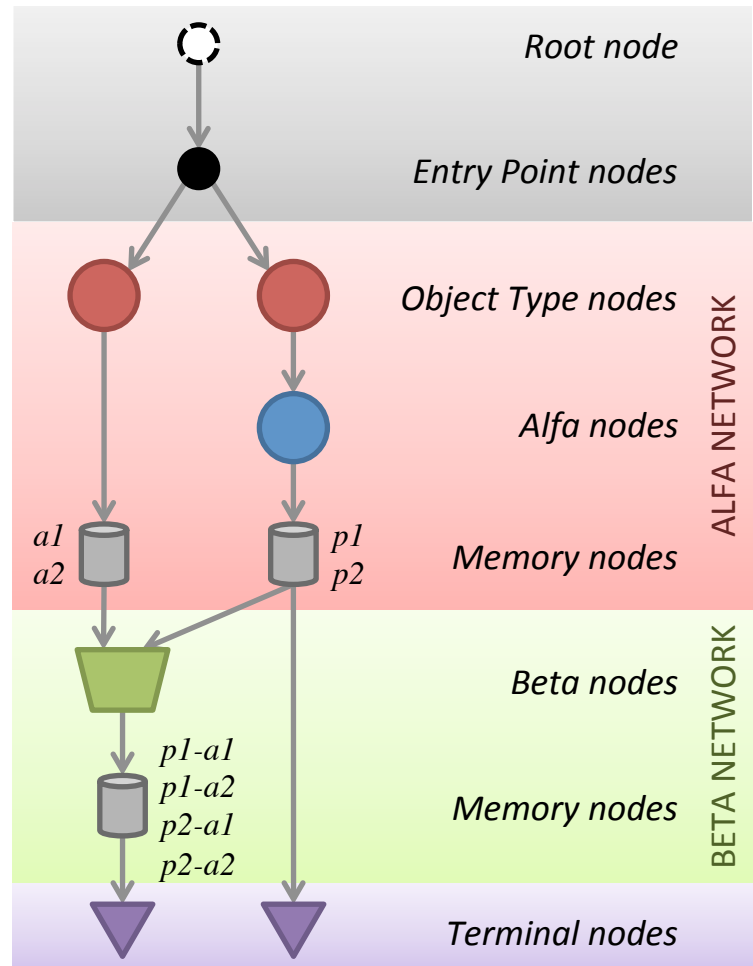 Root node
Entry Point nodes
Object Type nodes
Alfa nodes
a1
a2
p1
p2
Memory nodes
ALFA NETWORK
Beta nodes
p1-a1
p1-a2
p2-a1
p2-a2
Memory nodes
BETA NETWORK
Terminal nodes